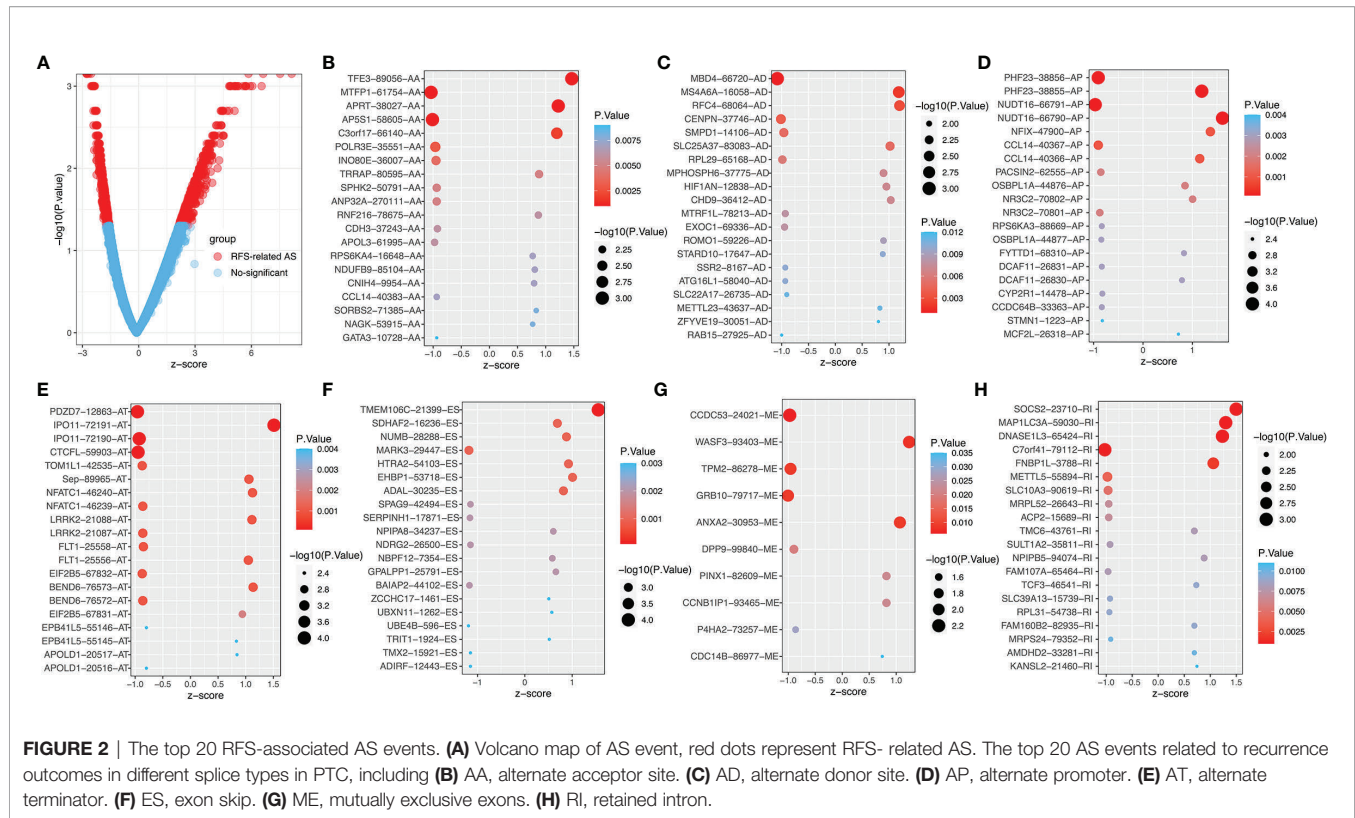 A
−log10(P.value)
3
2
1
0
−3
0
3
6
z−score
group
RFS−related AS
No−significant
B
TFE3−89056−AA
MTFP1−61754−AA
APRT−38027−AA
AP5S1−58605−AA
C3orf17−66140−AA
POLR3E−35551−AA
INO80E−36007−AA
TRRAP−80595−AA
SPHK2−50791−AA
ANP32A−270111−AA
RNF216−78675−AA
CDH3−37243−AA
APOL3−61995−AA
RPS6KA4−16648−AA
NDUFB9−85104−AA
CNIH4−9954−AA
CCL14−40383−AA
SORBS2−71385−AA
NAGK−53915−AA
GATA3−10728−AA
−1.0 −0.5 0.0 0.5 1.0 1.5
z−score
P.Value
0.0075
0.0050
0.0025
−log10(P.Value)
2.25
2.50
2.75
3.00
C
MBD4−66720−AD
MS4A6A−16058−AD
RFC4−68064−AD
CENPN−37746−AD
SMPD1−14106−AD
SLC25A37−83083−AD
RPL29−65168−AD
MPHOSPH6−37775−AD
HIF1AN−12838−AD
CHD9−36412−AD
MTRF1L−78213−AD
EXOC1−69336−AD
ROMO1−59226−AD
STARD10−17647−AD
SSR2−8167−AD
ATG16L1−58040−AD
SLC22A17−26735−AD
METTL23−43637−AD
ZFYVE19−30051−AD
RAB15−27925−AD
−1.0 −0.5 0.0 0.5 1.0
z−score
−log10(P.Value)
2.00
2.25
2.50
2.75
3.00
P.Value
0.012
0.009
0.006
0.003
D
PHF23−38856−AP
PHF23−38855−AP
NUDT16−66791−AP
NUDT16−66790−AP
NFIX−47900−AP
CCL14−40367−AP
CCL14−40366−AP
PACSIN2−62555−AP
OSBPL1A−44876−AP
NR3C2−70802−AP
NR3C2−70801−AP
RPS6KA3−88669−AP
OSBPL1A−44877−AP
FYTTD1−68310−AP
DCAF11−26831−AP
DCAF11−26830−AP
CYP2R1−14478−AP
CCDC64B−33363−AP
STMN1−1223−AP
MCF2L−26318−AP
−1 0 1
z−score
P.Value
0.004
0.003
0.002
0.001
−log10(P.Value)
2.4
2.8
3.2
3.6
4.0
E
PDZD7−12863−AT
IPO11−72191−AT
IPO11−72190−AT
CTCFL−59903−AT
TOM1L1−42535−AT
Sep−89965−AT
NFATC1−46240−AT
NFATC1−46239−AT
LRRK2−21088−AT
LRRK2−21087−AT
FLT1−25558−AT
FLT1−25556−AT
EIF2B5−67832−AT
BEND6−76573−AT
BEND6−76572−AT
EIF2B5−67831−AT
EPB41L5−55146−AT
EPB41L5−55145−AT
APOLD1−20517−AT
APOLD1−20516−AT
−1.0 −0.5 0.0 0.5 1.0 1.5
z−score
P.Value
0.004
0.003
0.002
0.001
−log10(P.Value)
2.4
2.8
3.2
3.6
4.0
F
TMEM106C−21399−ES
SDHAF2−16236−ES
NUMB−28288−ES
MARK3−29447−ES
HTRA2−54103−ES
EHBP1−53718−ES
ADAL−30235−ES
SPAG9−42494−ES
SERPINH1−17871−ES
NPIPA8−34237−ES
NDRG2−26500−ES
NBPF12−7354−ES
GPALPP1−25791−ES
BAIAP2−44102−ES
ZCCHC17−1461−ES
UBXN11−1262−ES
UBE4B−596−ES
TRIT1−1924−ES
TMX2−15921−ES
ADIRF−12443−ES
−1 0 1
z−score
P.Value
0.003
0.002
0.001
−log10(P.Value)
3.0
3.5
4.0
G
CCDC53−24021−ME
WASF3−93403−ME
TPM2−86278−ME
GRB10−79717−ME
ANXA2−30953−ME
DPP9−99840−ME
PINX1−82609−ME
CCNB1IP1−93465−ME
P4HA2−73257−ME
CDC14B−86977−ME
−1.0 −0.5 0.0 0.5 1.0
z−score
P.Value
0.035
0.030
0.025
0.020
0.015
0.010
−log10(P.Value)
1.6
1.8
2.0
2.2
H
SOCS2−23710−RI
MAP1LC3A−59030−RI
DNASE1L3−65424−RI
C7orf41−79112−RI
FNBP1L−3788−RI
METTL5−55894−RI
SLC10A3−90619−RI
MRPL52−26643−RI
ACP2−15689−RI
TMC6−43761−RI
SULT1A2−35811−RI
NPIPB5−94074−RI
FAM107A−65464−RI
TCF3−46541−RI
SLC39A13−15739−RI
RPL31−54738−RI
FAM160B2−82935−RI
MRPS24−79352−RI
AMDHD2−33281−RI
KANSL2−21460−RI
−1.0 −0.5 0.0 0.5 1.0 1.5
z−score
−log10(P.Value)
2.00
2.25
2.50
2.75
3.00
P.Value
0.0100
0.0075
0.0050
0.0025
FIGURE 2 | The top 20 RFS-associated AS events. (A) Volcano map of AS event, red dots represent RFS- related AS. The top 20 AS events related to recurrence
outcomes in different splice types in PTC, including (B) AA, alternate acceptor site. (C) AD, alternate donor site. (D) AP, alternate promoter. (E) AT, alternate
terminator. (F) ES, exon skip. (G) ME, mutually exclusive exons. (H) RI, retained intron.